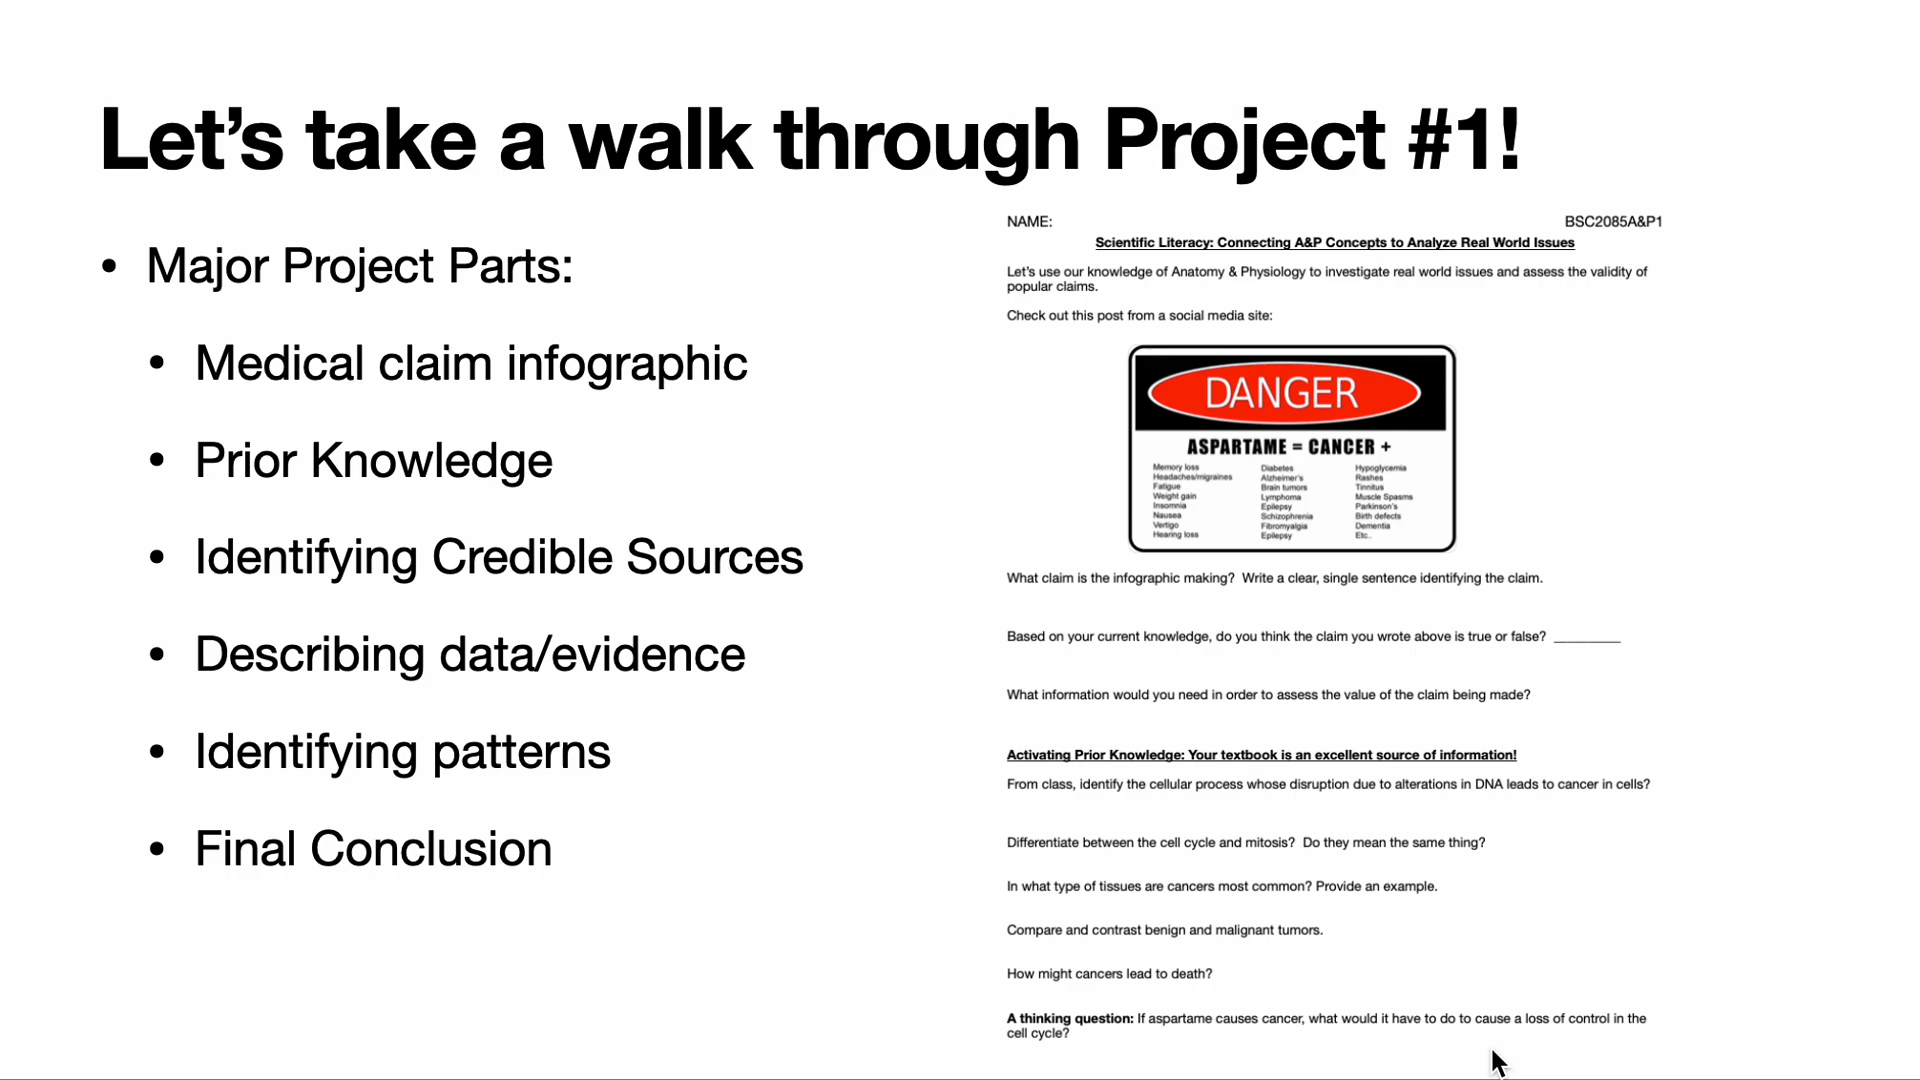 Let’s take a walk through Project #1!
• Major Project Parts:
• Medical claim infographic
• Prior Knowledge
• Identifying Credible Sources
• Describing data/evidence
• Identifying patterns
• Final Conclusion
NAME: BSC2085A&P1
Scientific Literacy: Connecting A&P Concepts to Analyze Real World Issues
Let’s use our knowledge of Anatomy & Physiology to investigate real world issues and assess the validity of
popular claims.
Check out this post from a social media site:
DANGER
ASPARTAME = CANCER +
Memory loss
Headaches/migraines
Fatigue
Weight gain
Insomnia
Nausea
Vertigo
Hearing loss
Diabetes
Alzheimer's
Brain tumors
Lymphoma
Epilepsy
Schizophrenia
Fibromyalgia
Epilepsy
Hypoglycemia
Rashes
Tinnitus
Muscle Spasms
Parkinson's
Birth defects
Dementia
Etc..
What claim is the infographic making? Write a clear, single sentence identifying the claim.
Based on your current knowledge, do you think the claim you wrote above is true or false? _________
What information would you need in order to assess the value of the claim being made?
Activating Prior Knowledge: Your textbook is an excellent source of information!
From class, identify the cellular process whose disruption due to alterations in DNA leads to cancer in cells?
Differentiate between the cell cycle and mitosis? Do they mean the same thing?
In what type of tissues are cancers most common? Provide an example.
Compare and contrast benign and malignant tumors.
How might cancers lead to death?
A thinking question: If aspartame causes cancer, what would it have to do to cause a loss of control in the
cell cycle?